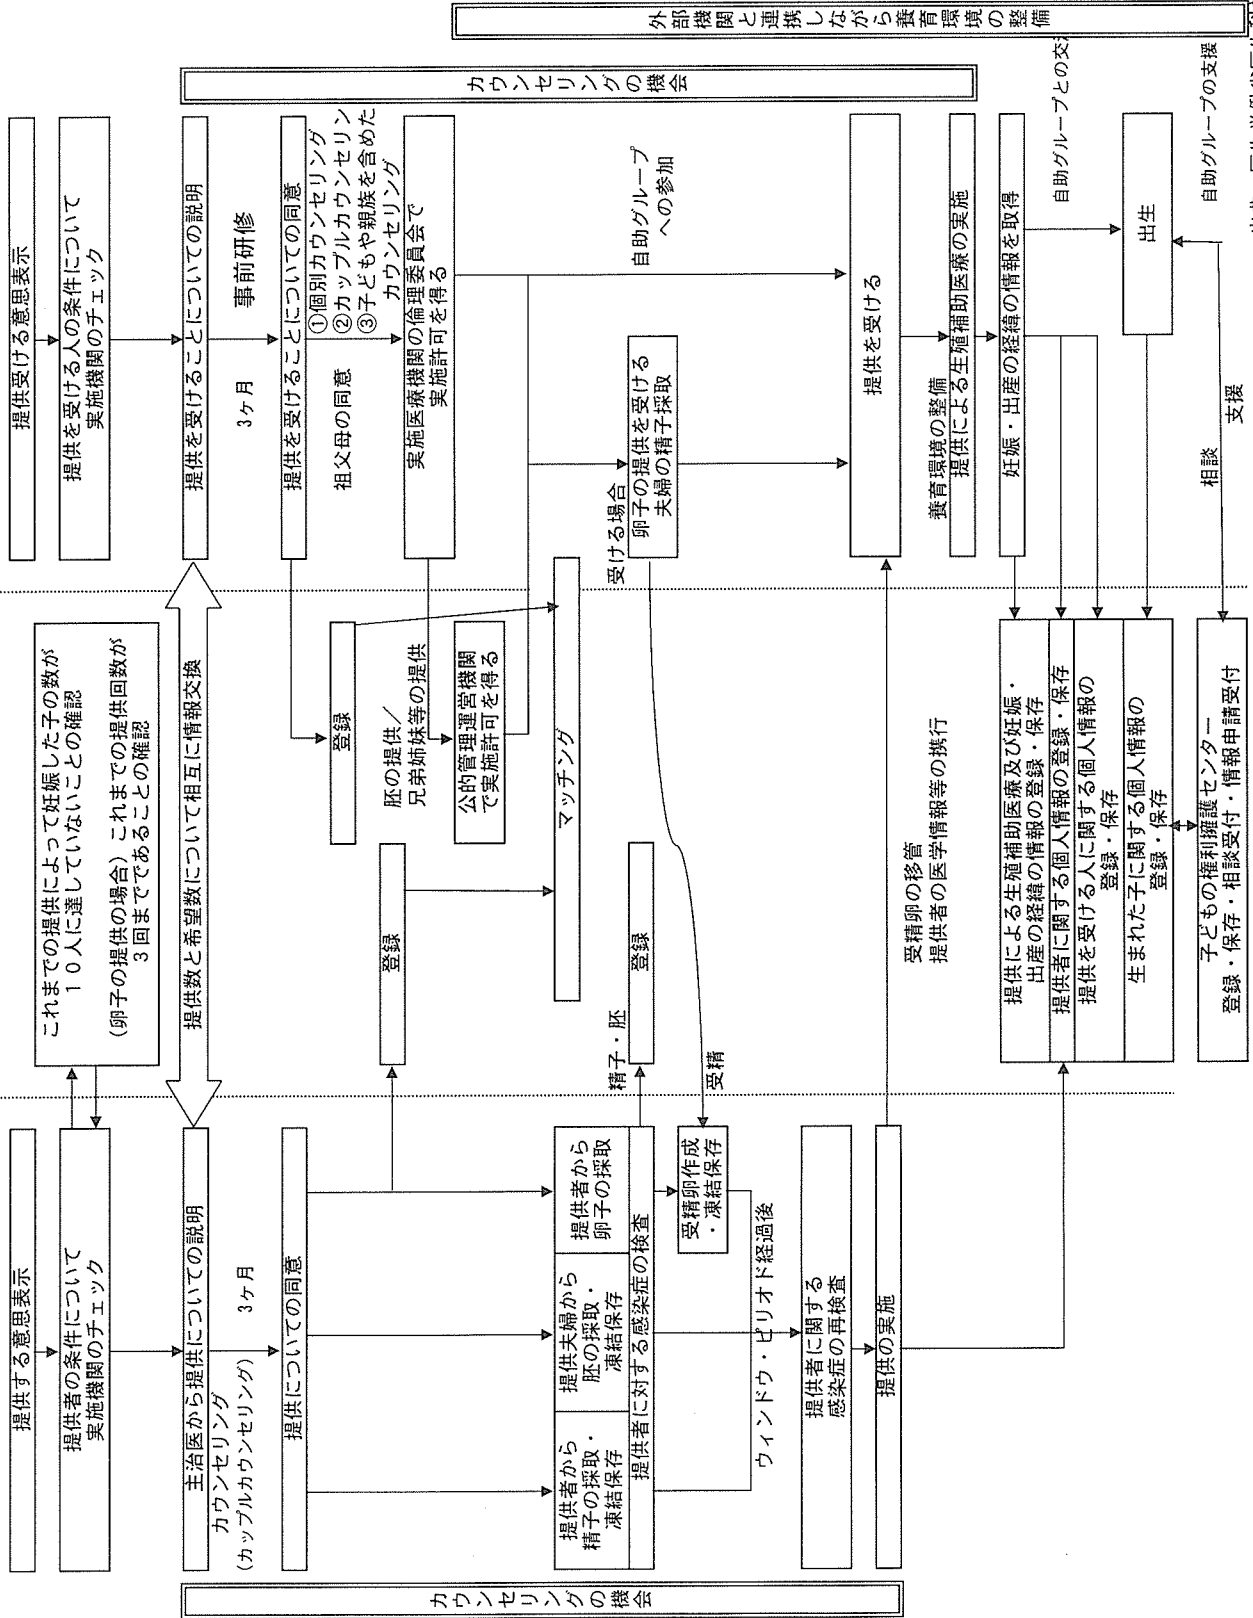 カウンセリングの機会
提供する意思表示
提供者の条件について
実施機関のチェック
主治医から提供についての説明
カウンセリング
(カップルカウンセリング)
3ヶ月
提供についての同意
提供者から
精子の採取・
凍結保存
提供夫婦から
胚の採取・
凍結保存
提供者から
卵子の採取
提供者に対する感染症の検査
受精卵作成
・凍結保存
ウィンドウ・ピリオド経過後
提供者に関する
感染症の再検査
提供の実施
これまでの提供によって妊娠した子の数が
10人に達していないことの確認
(卵子の提供の場合) これまでの提供回数が
3回までであることの確認
提供数と希望数について相互に情報交換
登録
登録
胚の提供/
兄弟姉妹等の提供
公的管理運営機関
で実施許可を得る
マッチング
精子・胚
登録
受精
受精卵の移管
提供者の医学情報等の携行
提供による生殖補助医療及び妊娠・
出産の経緯の情報の登録・保存
提供者に関する個人情報の登録・保存
提供を受ける人に関する個人情報の
登録・保存
生まれた子に関する個人情報の
登録・保存
子どもの権利擁護センター
登録・保存・相談受付・情報申請受付
提供受ける意思表示
提供を受ける人の条件について
実施機関のチェック
提供を受けることについての説明
3ヶ月
事前研修
提供を受けることについての同意
祖父母の同意
①個別カウンセリング
②カップルカウンセリン
③子どもや親族を含めた
カウンセリング
実施医療機関の倫理委員会で
実施許可を得る
自助グループ
への参加
受ける場合
卵子の提供を受ける
夫婦の精子採取
提供を受ける
養育環境の整備
提供による生殖補助医療の実施
妊娠・出産の経緯の情報を取得
自助グループとの交
出生
相談
支援
自助グループの支援
カウンセリングの機会
外部機関と連携しながら養育環境の整備